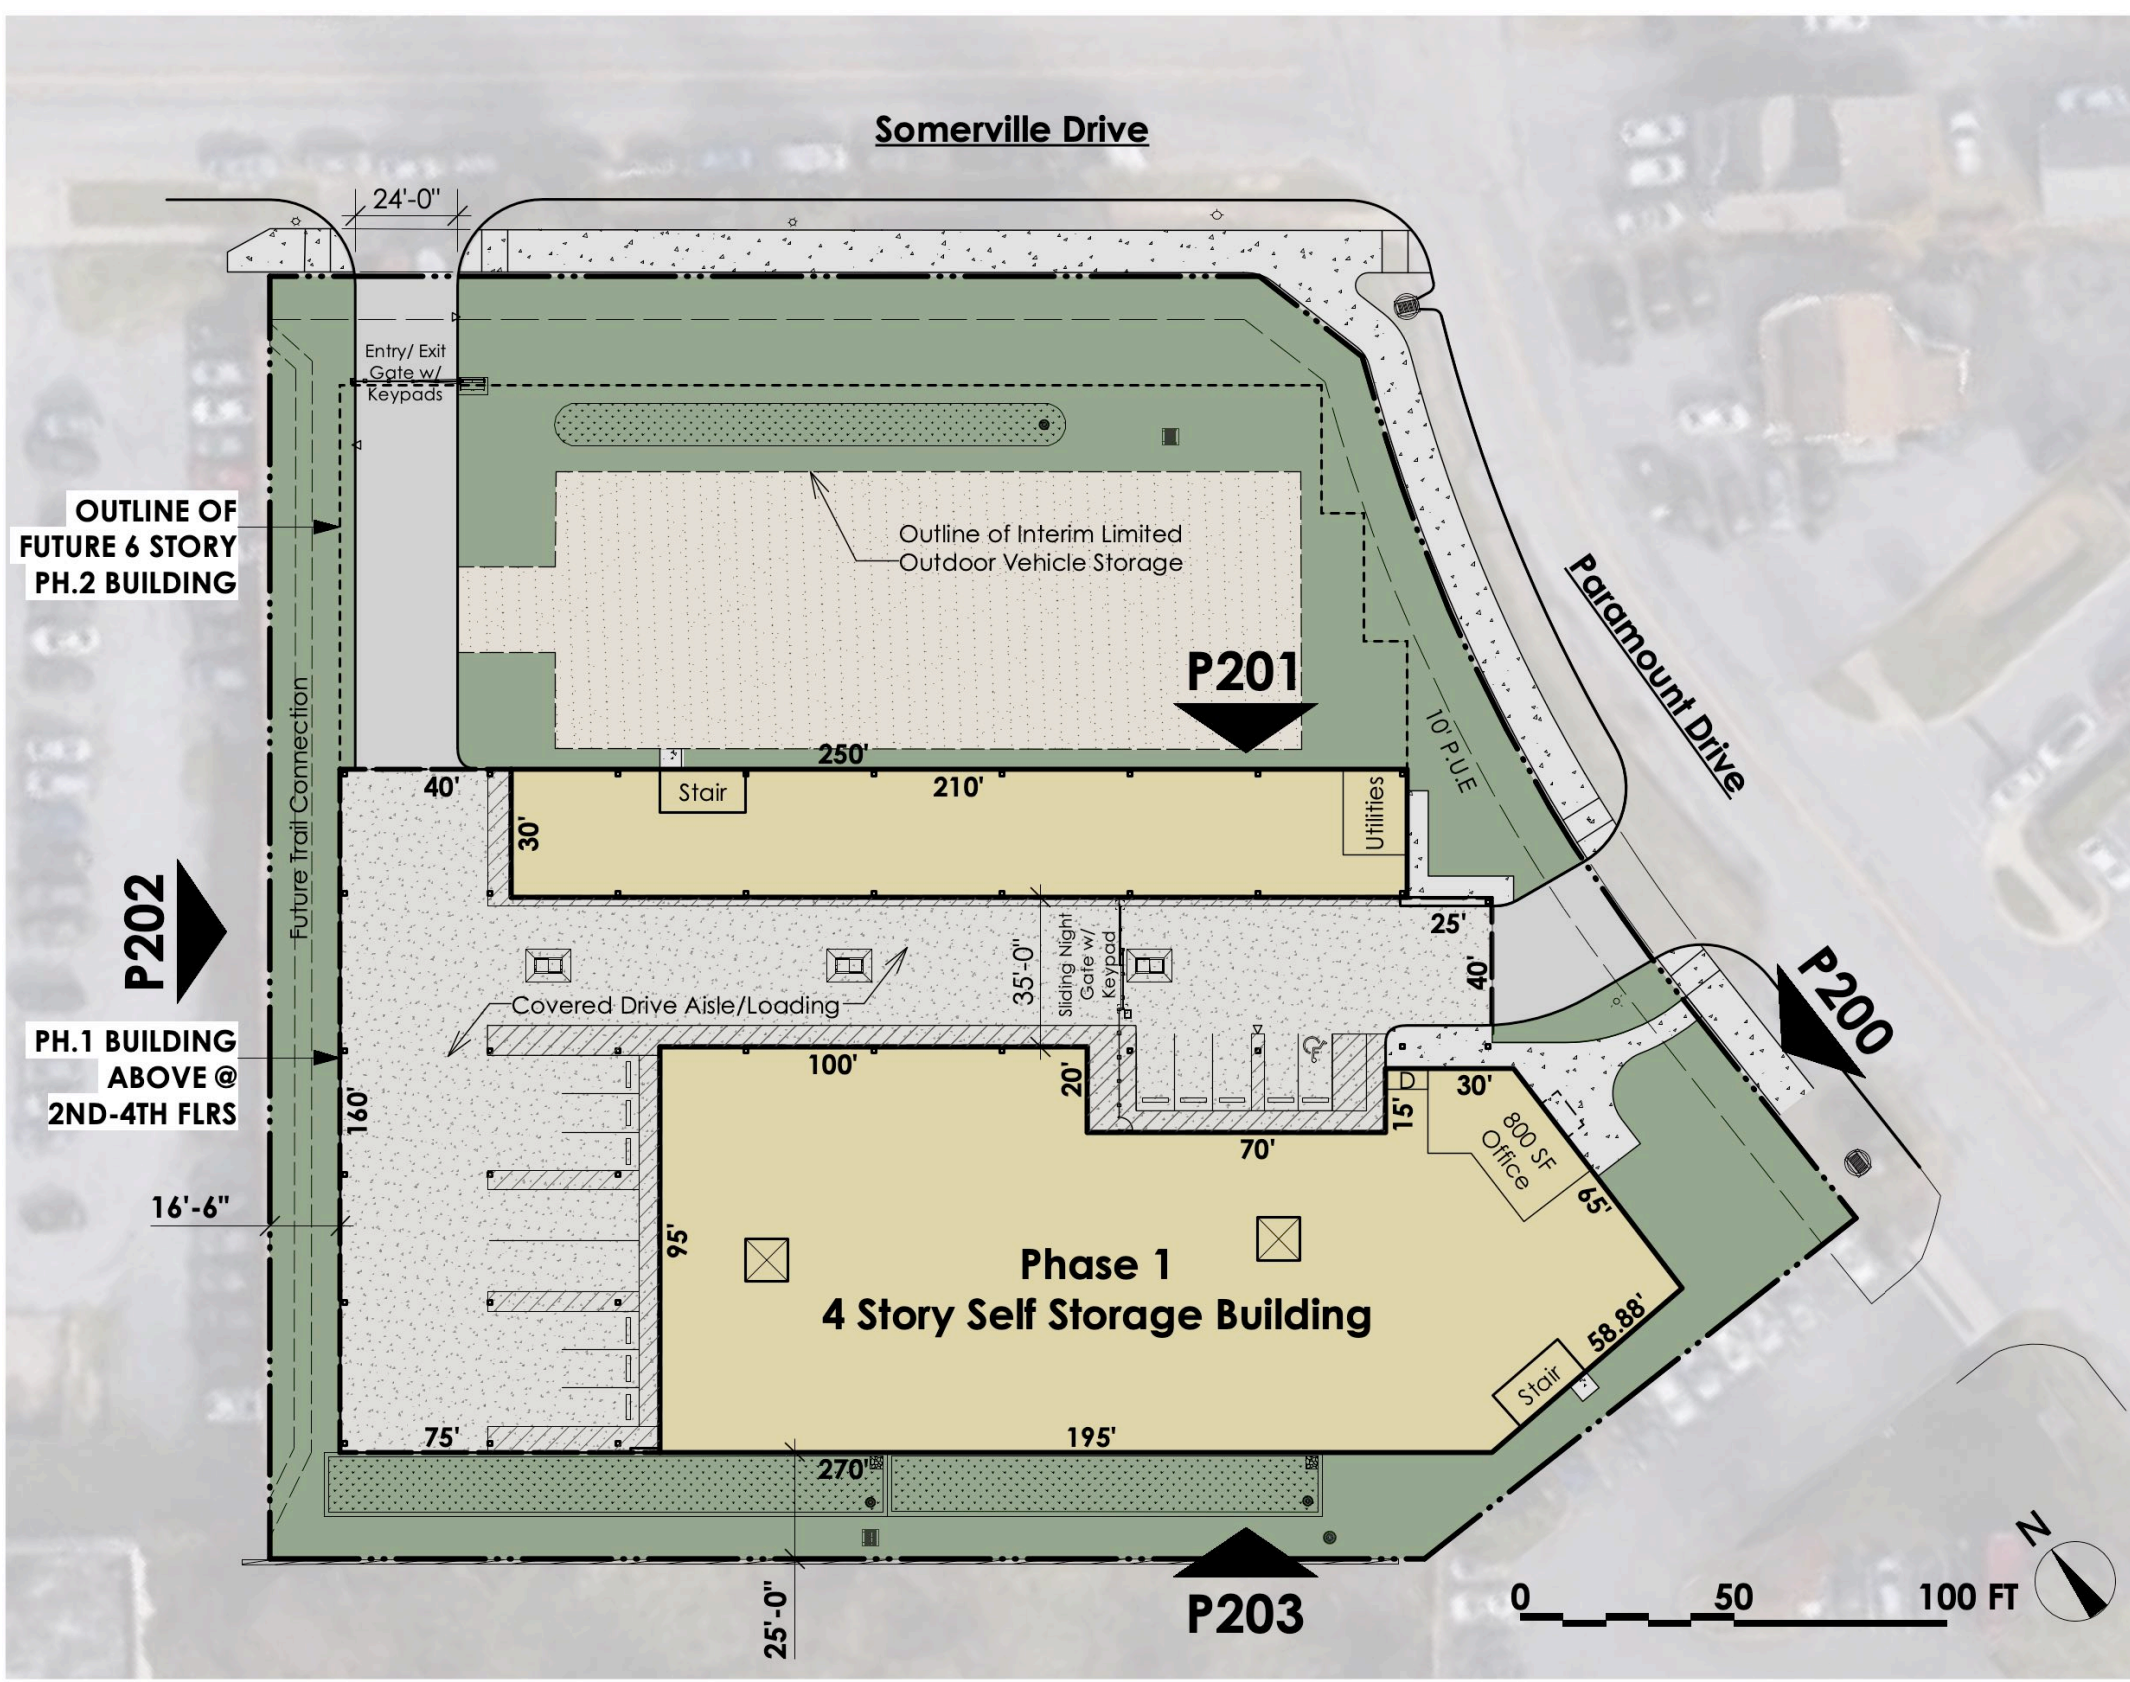 Somerville Drive
24'-0"
Entry/ Exit
Gate w/
Keypads
OUTLINE OF
FUTURE 6 STORY
PH.2 BUILDING
Outline of Interim Limited
Outdoor Vehicle Storage
Paramount Drive
P201
10' P.U.E
Future Trail Connection
250'
40'
Stair
210'
Utilities
30'
P202
25'
35'-0"
Sliding Night
Gate w/
Keypad
40'
P200
Covered Drive Aisle/Loading
PH.1 BUILDING
ABOVE @
2ND-4TH FLRS
160'
100'
20'
D
30'
15'
70'
800 SF
Office
65'
16'-6"
95'
Phase 1
4 Story Self Storage Building
58.88'
Stair
75'
195'
270'
25'-0"
P203
N
0 50 100 FT